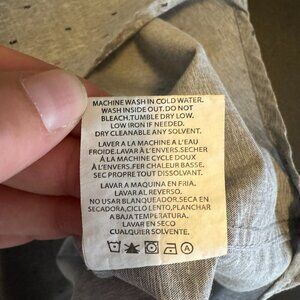 MACHINE WASH IN COLD WATER.
WASH INSIDE OUT. DO NOT
BLEACH.TUMBLE DRY LOW.
LOW IRON IF NEEDED.
DRY CLEANABLE ANY SOLVENT.
LAVER A LA MACHINE A L'EAU
FROIDE.LAVAR À L'ENVERS.SECHER
À LA MACHINE CYCLE DOUX
À L'ENVERS.FER CHALEUR BASSE.
SEC PROPRE TOUT DISSOLVANT.
LAVAR A MAQUINA EN FRIA.
LAVAR AL REVERSO.
NO USAR BLANQUEADOR.SECA EN
SECADORA,CICLO LENTO,PLANCHAR
A BAJA TEMPERATURA.
LAVAR EN SECO
CUALQUIER SOLVENTE.
A